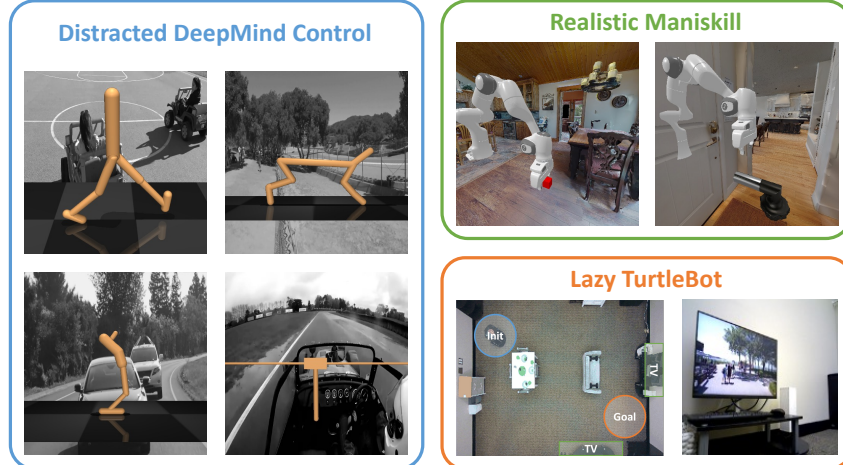 Distracted DeepMind Control
Realistic Maniskill
Lazy TurtleBot
Init
TV
Goal
TV